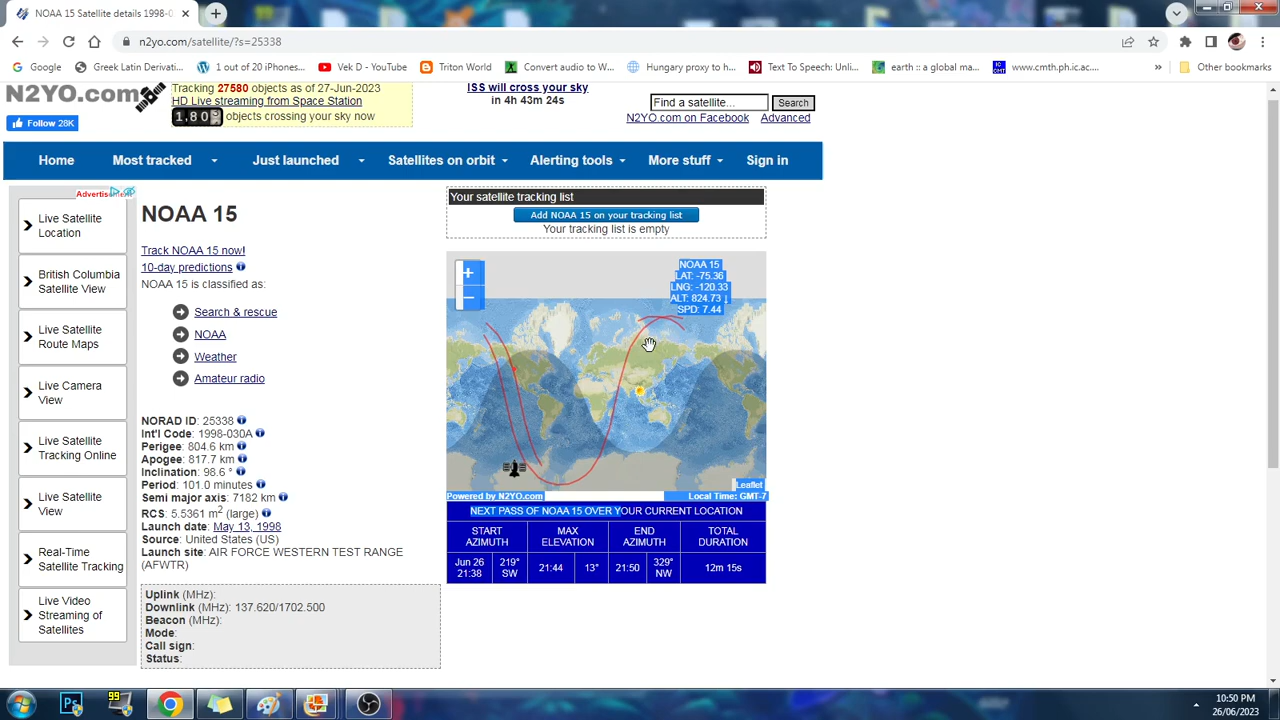 NOAA 15 Satellite details 1998-0
n2yo.com/satellite/?s=25338
Google
Greek Latin Derivati...
1 out of 20 iPhones...
Vek D - YouTube
Triton World
Convert audio to W...
Hungary proxy to h...
Text To Speech: Unli...
earth :: a global ma...
www.cmth.ph.ic.ac....
»
Other bookmarks
N2YO.com
Tracking 27580 objects as of 27-Jun-2023
HD Live streaming from Space Station
objects crossing your sky now
Follow 28K
ISS will cross your sky
in 4h 43m 24s
Find a satellite...
Search
N2YO.com on Facebook
Advanced
Home
Most tracked
Just launched
Satellites on orbit
Alerting tools
More stuff
Sign in
Live Satellite
Location
British Columbia
Satellite View
Live Satellite
Route Maps
Live Camera
View
Live Satellite
Tracking Online
Live Satellite
View
Real-Time
Satellite Tracking
Live Video
Streaming of
Satellites
NOAA 15
Track NOAA 15 now!
10-day predictions
NOAA 15 is classified as:
Search & rescue
NOAA
Weather
Amateur radio
NORAD ID: 25338
Int'l Code: 1998-030A
Perigee: 804.6 km
Apogee: 817.7 km
Inclination: 98.6 °
Period: 101.0 minutes
Semi major axis: 7182 km
RCS: 5.5361 m2 (large)
Launch date: May 13, 1998
Source: United States (US)
Launch site: AIR FORCE WESTERN TEST RANGE
(AFWTR)
Uplink (MHz):
Downlink (MHz): 137.620/1702.500
Beacon (MHz):
Mode:
Call sign:
Status:
Your satellite tracking list
Add NOAA 15 on your tracking list
Your tracking list is empty
+
−
NOAA 15
LAT: -75.36
LNG: -120.33
ALT: 824.73 ↓
SPD: 7.44
Leaflet
Powered by N2YO.com
Local Time: GMT-7
NEXT PASS OF NOAA 15 OVER YOUR CURRENT LOCATION
START
AZIMUTH
MAX
ELEVATION
END
AZIMUTH
TOTAL
DURATION
Jun 26
21:38
219°
SW
21:44
13°
21:50
329°
NW
12m 15s
Ps
99
10:50 PM
26/06/2023